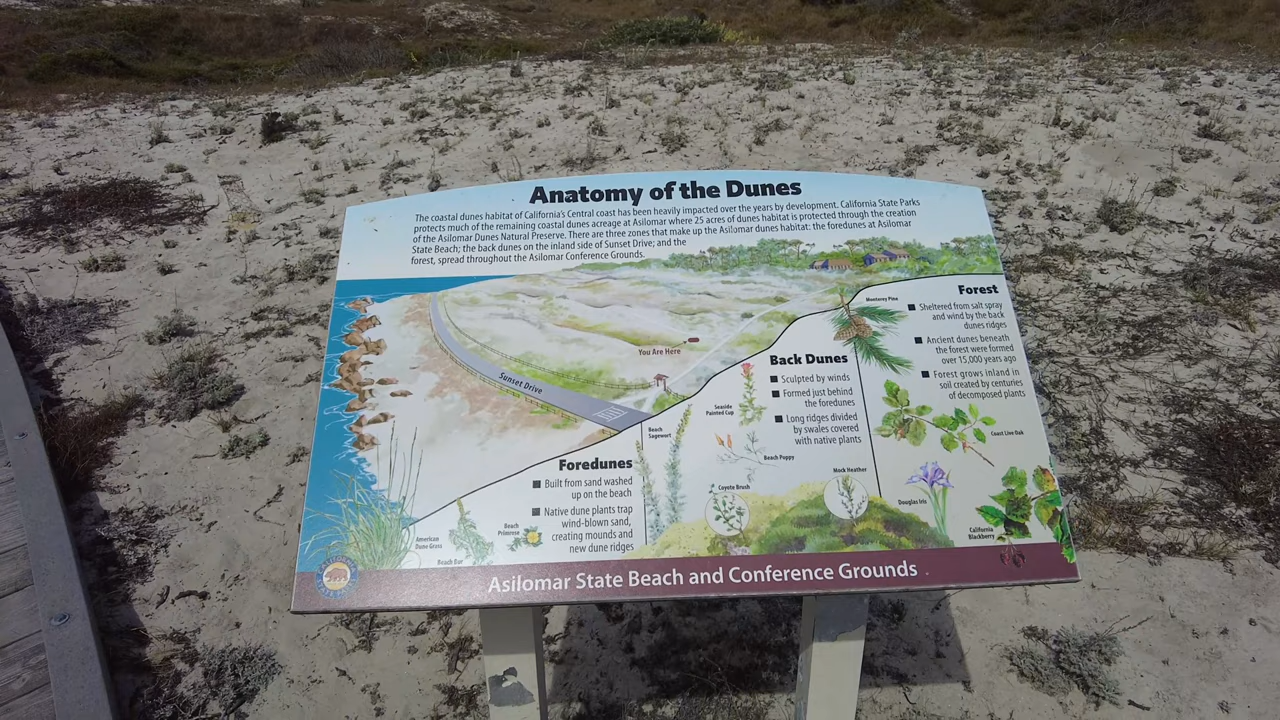 Anatomy of the Dunes
The coastal dunes habitat of California's Central coast has been heavily impacted over the years by development. California State Parks
protects much of the remaining coastal dunes acreage at Asilomar where 25 acres of dunes habitat is protected through the creation
of the Asilomar Dunes Natural Preserve. There are three zones that make up the Asilomar dunes habitat: the foredunes at Asilomar
State Beach; the back dunes on the inland side of Sunset Drive; and the
forest, spread throughout the Asilomar Conference Grounds.
You Are Here
Sunset Drive
Foredunes
■ Built from sand washed
up on the beach
■ Native dune plants trap
wind-blown sand,
creating mounds and
new dune ridges
American
Dune Grass
Beach Bur
Beach
Primrose
Back Dunes
■ Sculpted by winds
■ Formed just behind
the foredunes
■ Long ridges divided
by swales covered
with native plants
Beach
Sagewort
Seaside
Painted Cup
Beach Poppy
Coyote Brush
Mock Heather
Forest
■ Sheltered from salt spray
and wind by the back
dunes ridges
■ Ancient dunes beneath
the forest were formed
over 15,000 years ago
■ Forest grows inland in
soil created by centuries
of decomposed plants
Monterey Pine
Coast Live Oak
Douglas Iris
California
Blackberry
CALIFORNIA
STATE PARKS
Asilomar State Beach and Conference Grounds